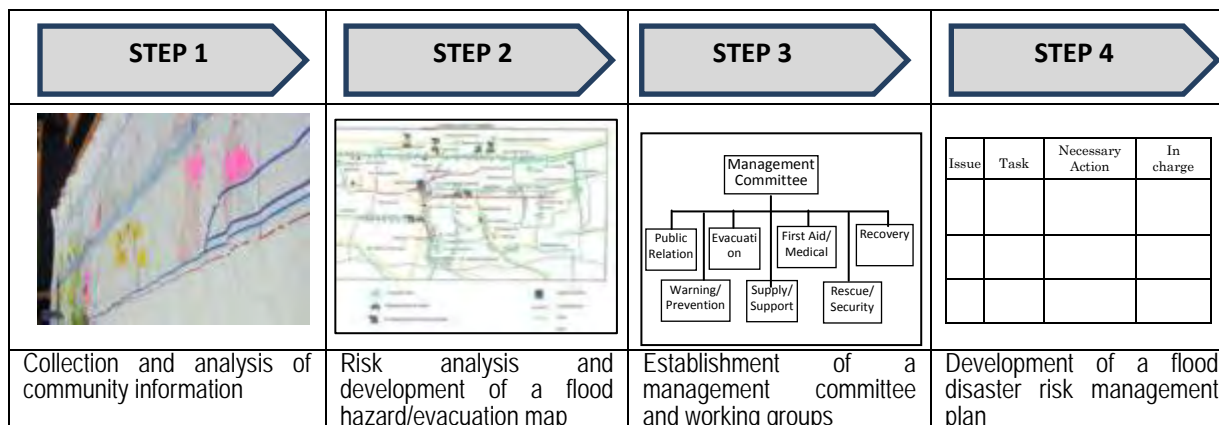 STEP 1
STEP 2
STEP 3
STEP 4
Management
Committee
Public
Relation
Evacuati
on
First Aid/
Medical
Recovery
Warning/
Prevention
Supply/
Support
Rescue/
Security
Issue
Task
Necessary
Action
In
charge
Collection and analysis of
community information
Risk analysis and
development of a flood
hazard/evacuation map
Establishment of a
management committee
and working groups
Development of a flood
disaster risk management
plan